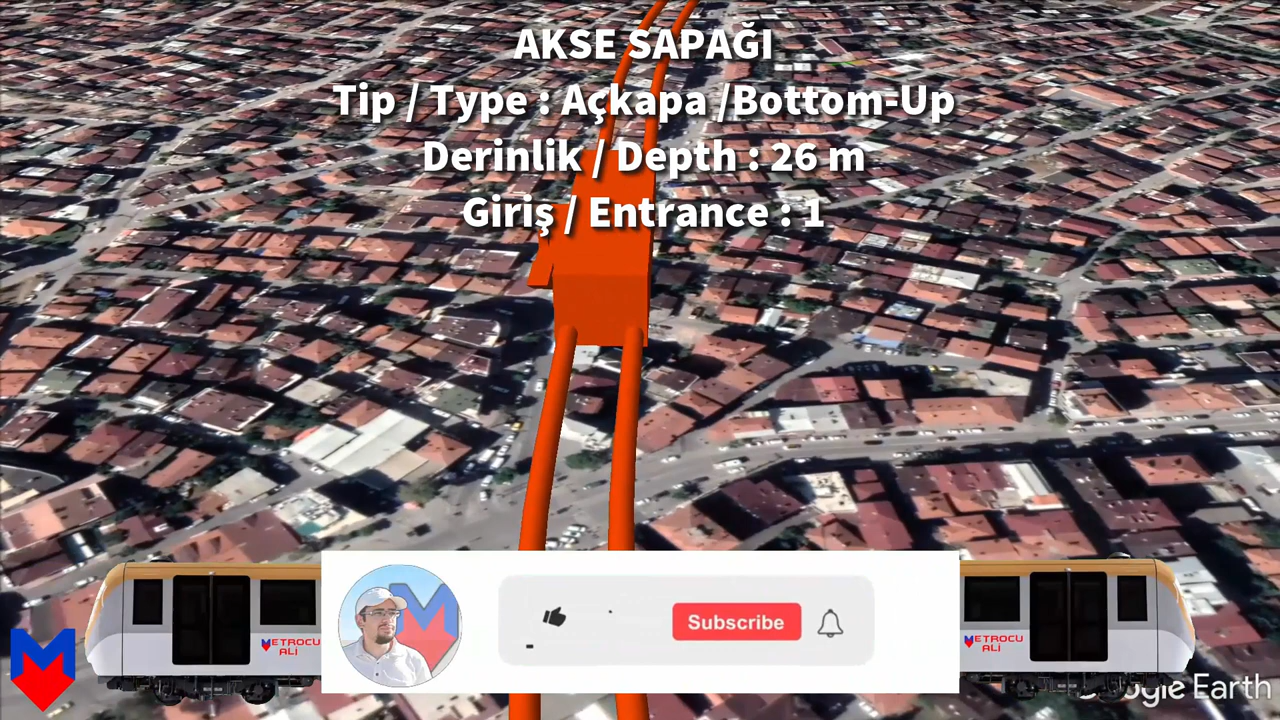 AKSE SAPAĞI
Tip / Type : Açkapa /Bottom-Up
Derinlik / Depth : 26 m
Giriş / Entrance : 1
Subscribe
METROCU
ALİ
METROCU
ALİ
Google Earth